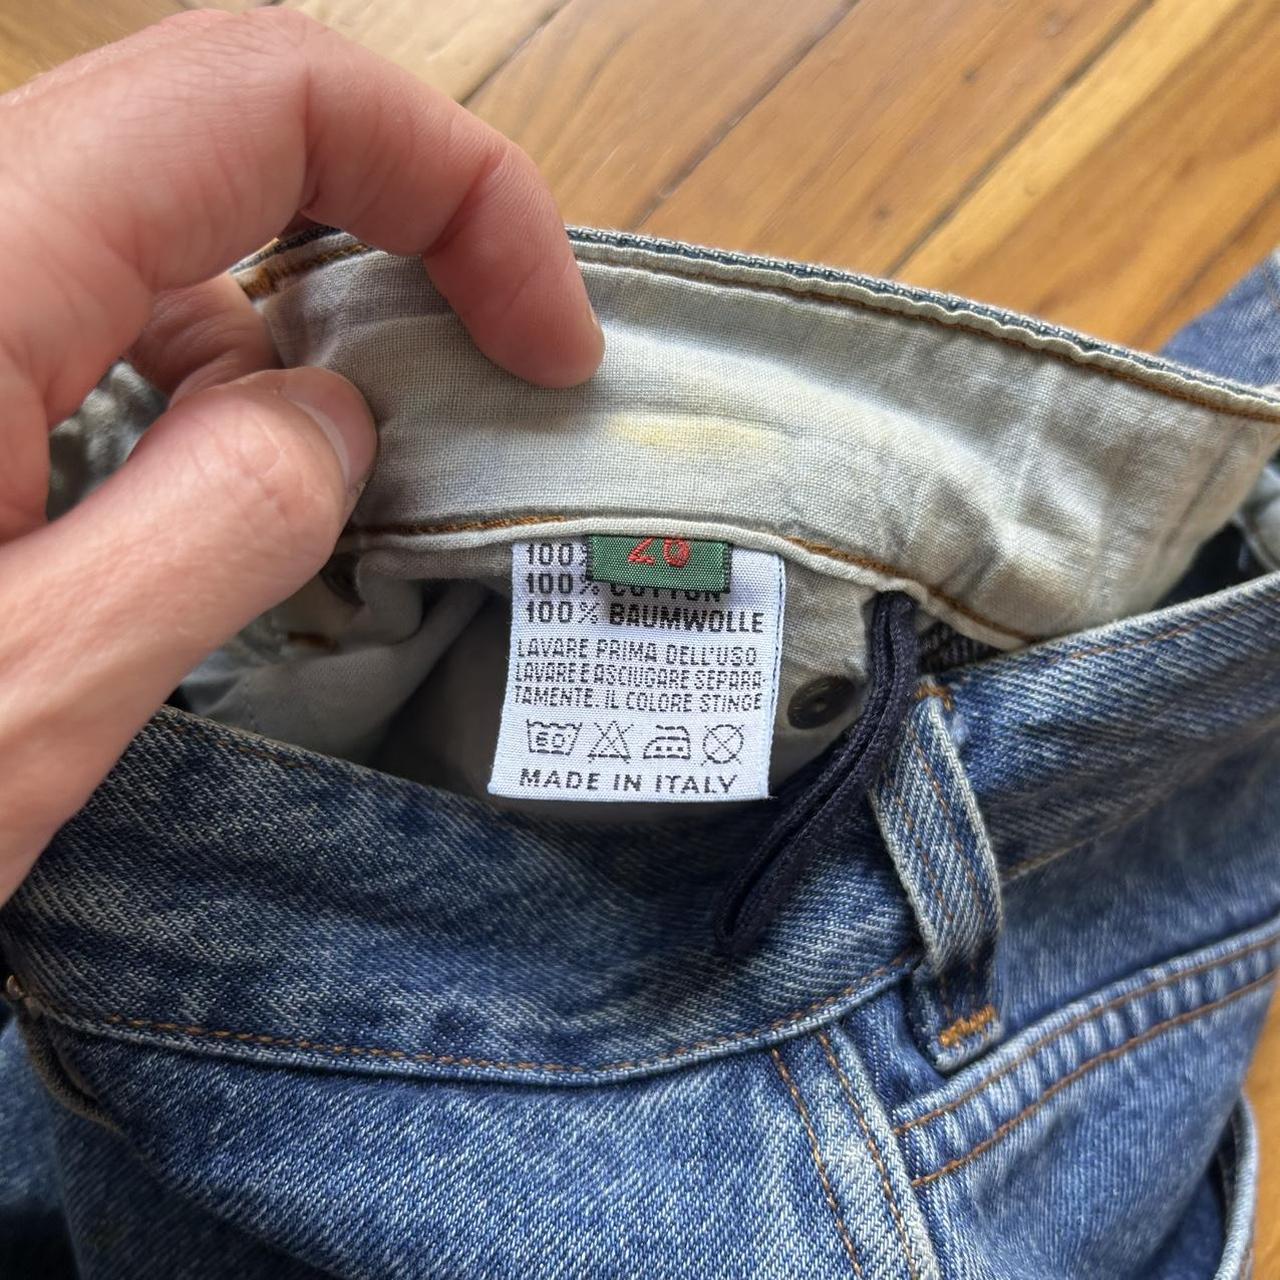 100%
100% COTTON
100% BAUMWOLLE
LAVARE PRIMA DELL'USO
LAVARE E ASCIUGARE SEPARA
TAMENTE. IL COLORE STINGE
MADE IN ITALY